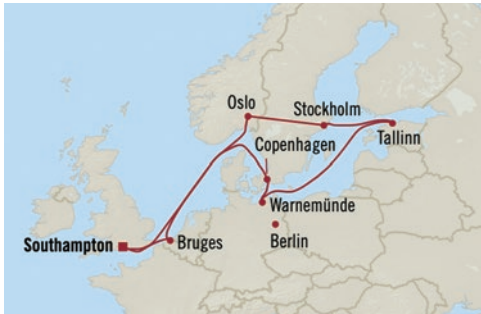 Oslo
Stockholm
Copenhagen
Tallinn
Warnemünde
Southampton
Bruges
Berlin